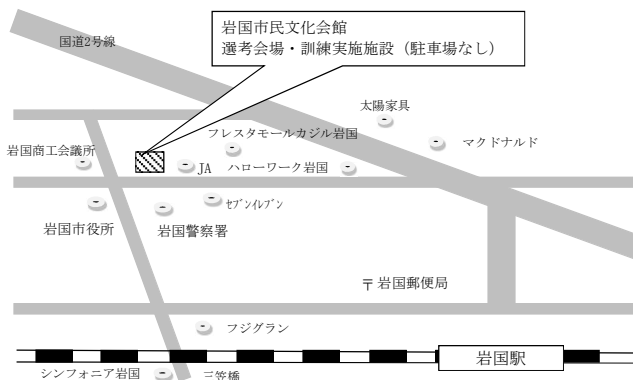 岩国市民文化会館
選考会場・訓練実施施設（駐車場なし）
国道2号線
太陽家具
フレスタモールカジル岩国
マクドナルド
岩国商工会議所
JA
ハローワーク岩国
ｾﾌﾞﾝｲﾚﾌﾞﾝ
岩国市役所
岩国警察署
〒岩国郵便局
フジグラン
岩国駅
シンフォニア岩国
三笠橋